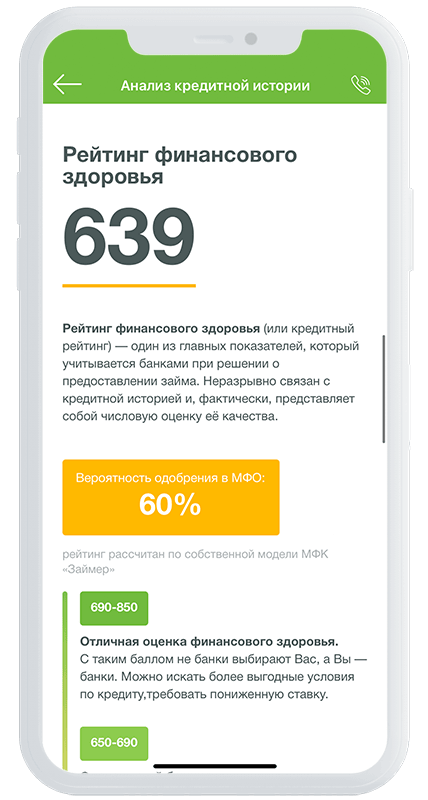 Анализ кредитной истории
Рейтинг финансового
здоровья
639
Рейтинг финансового здоровья (или кредитный
рейтинг) — один из главных показателей, который
учитывается банками при решении о
предоставлении займа. Неразрывно связан с
кредитной историей и, фактически, представляет
собой числовую оценку её качества.
Вероятность одобрения в МФО:
60%
рейтинг рассчитан по собственной модели МФК
«Займер»
690-850
Отличная оценка финансового здоровья.
С таким баллом не банки выбирают Вас, а Вы —
банки. Можно искать более выгодные условия
по кредиту,требовать пониженную ставку.
650-690